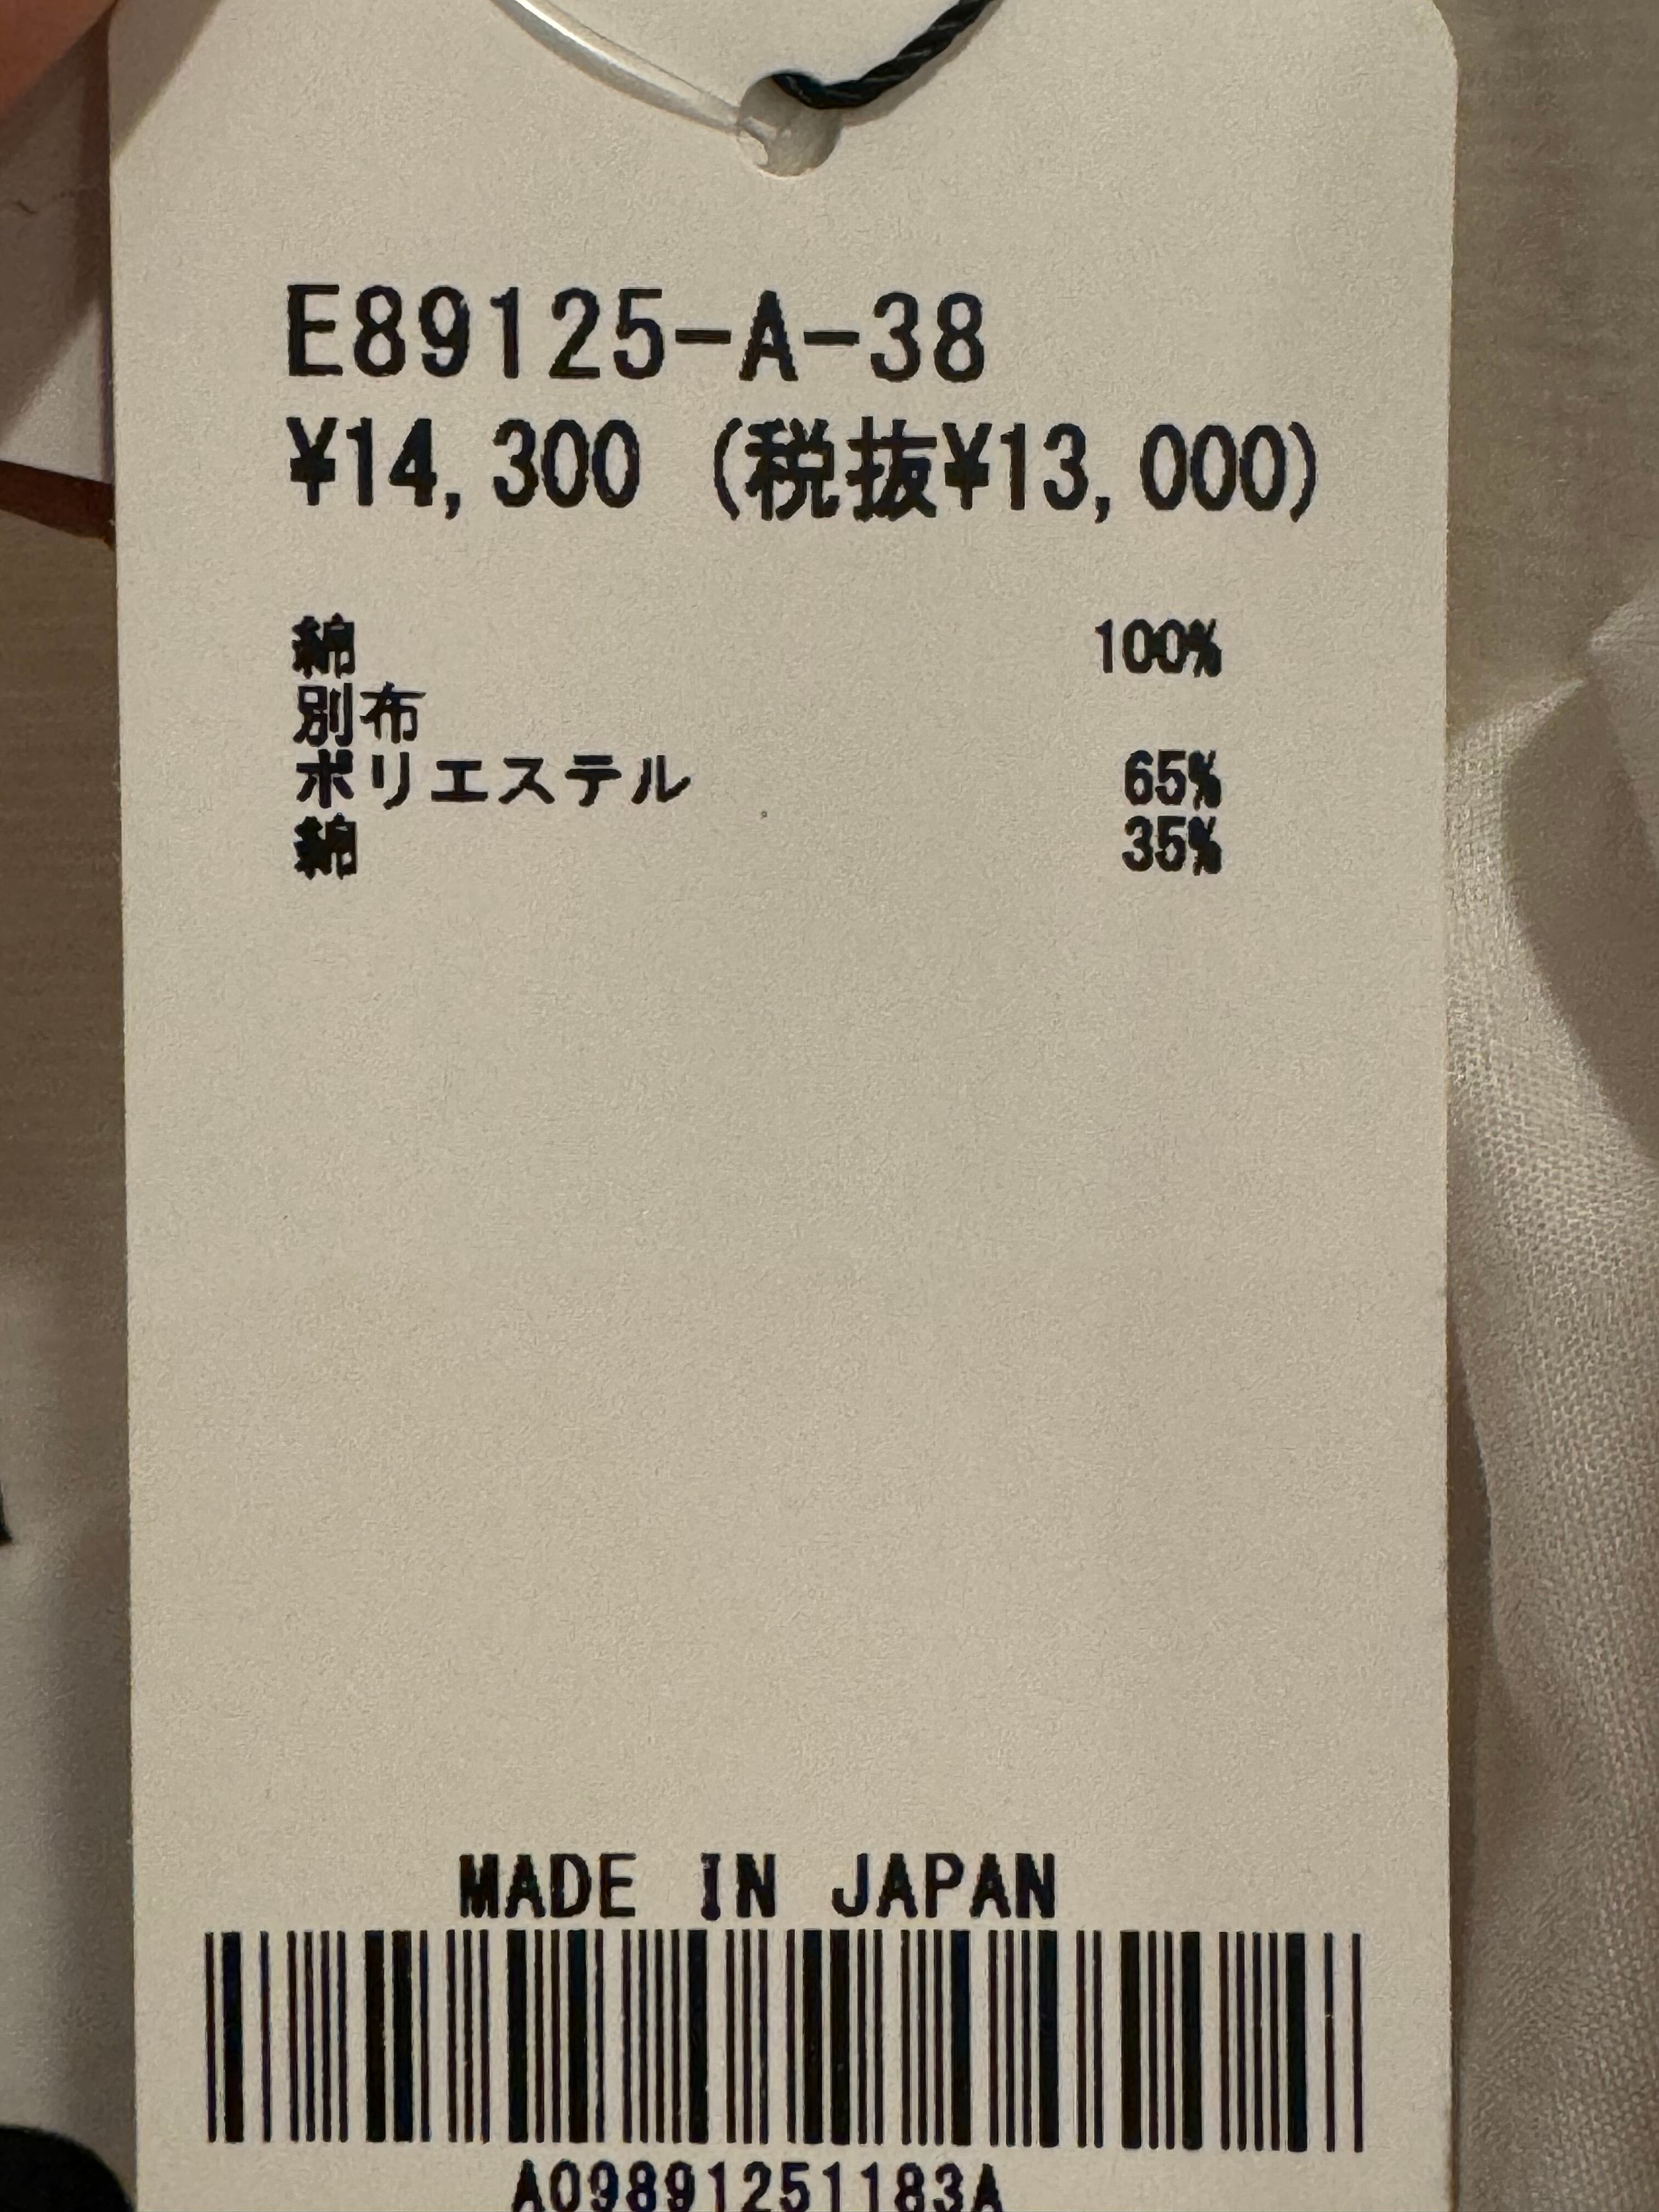 E89125-A-38
¥14,300 (税抜¥13,000)
綿 100%
別布
ポリエステル 65%
綿 35%
MADE IN JAPAN
A09891251183A